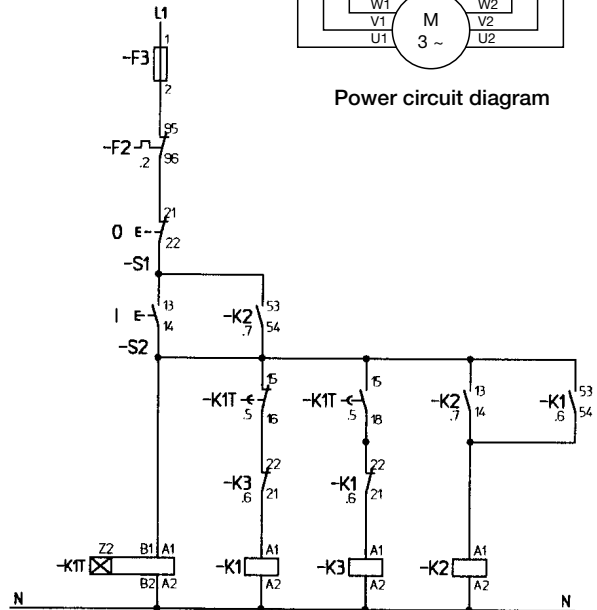 L1
W1 W2
V1 M V2
U1 3 ~ U2
Power circuit diagram
1
-F3
2
95
-F2
.2 96
21
O E
22
-S1
13 53
I E -K2
14 .7 54
-S2
15 15 13 53
-K1T -K1T -K2 -K1
.5 16 .5 18 .7 14 .6 54
22 22
-K3 -K1
.6 21 .6 21
Z2 B1 A1 A1 A1 A1
-K1T -K1 -K3 -K2
B2 A2 A2 A2 A2
N N